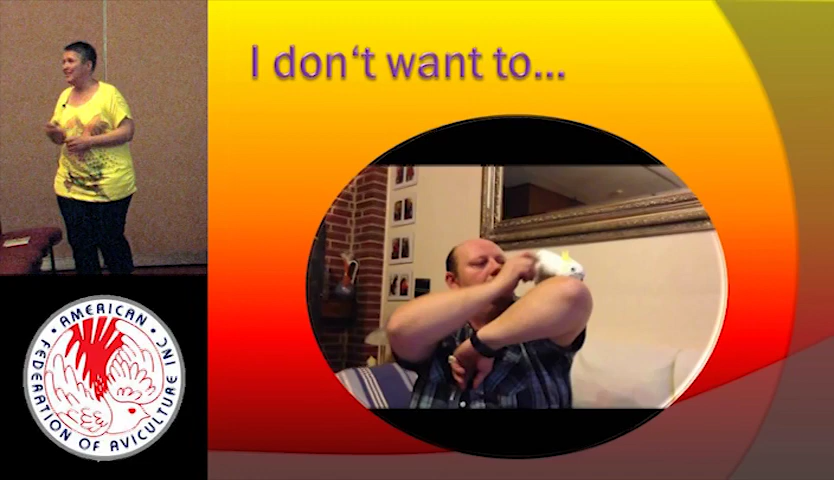 I don‘t want to...
• AMERICAN •
FEDERATION OF AVICULTURE INC